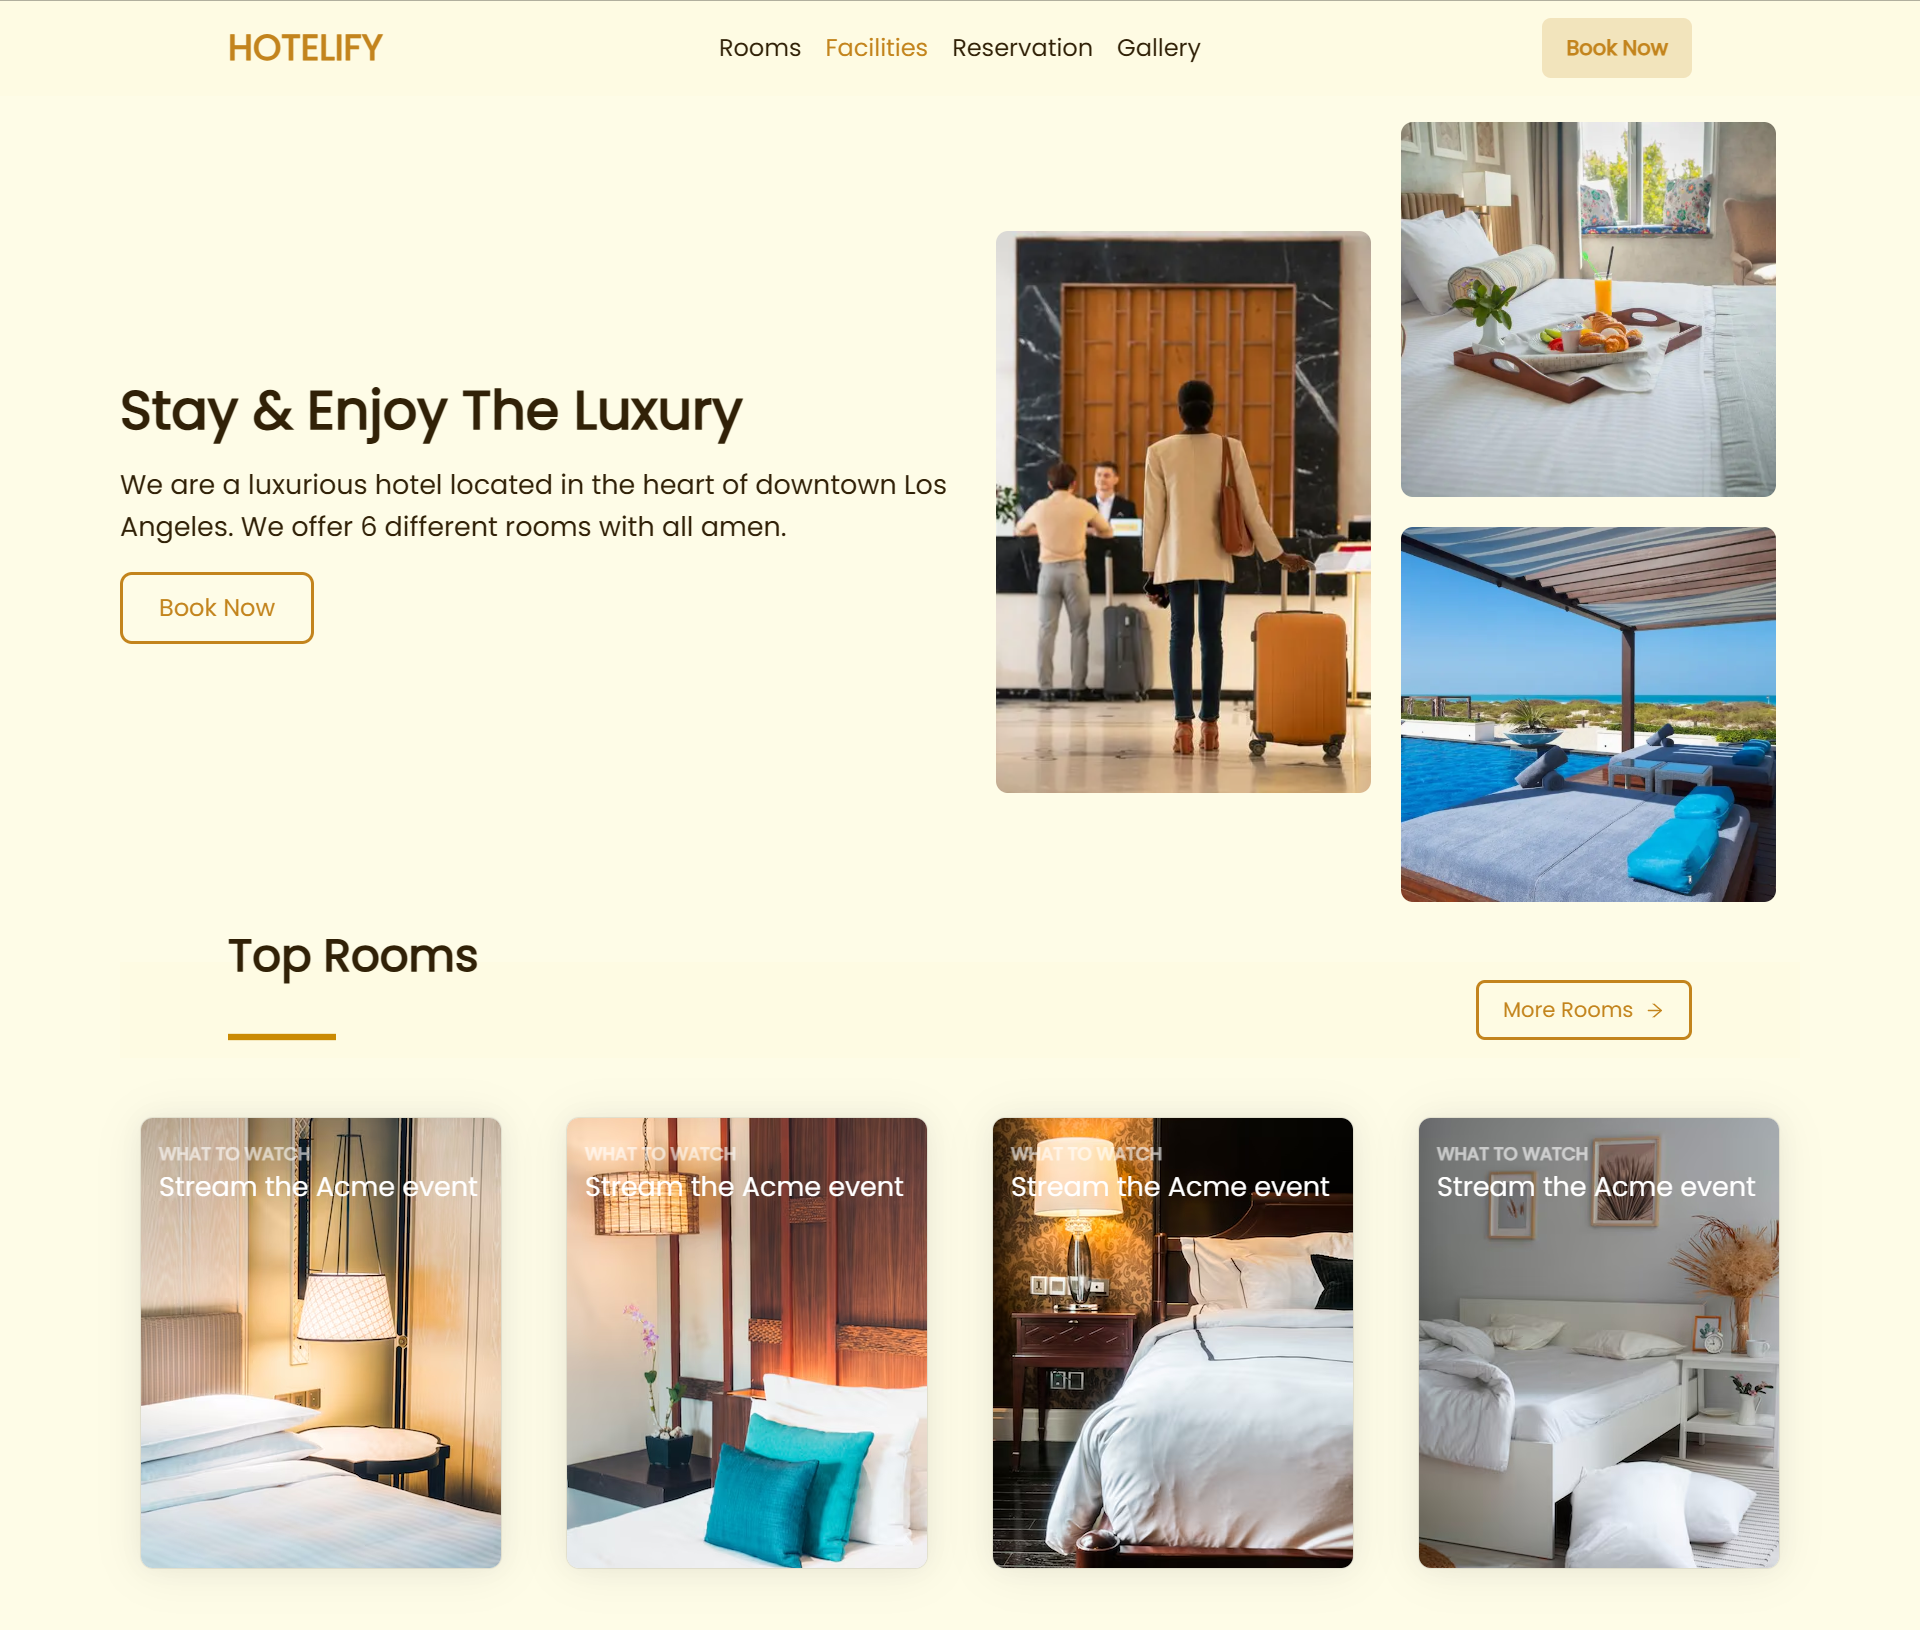 HOTELIFY
Rooms Facilities Reservation Gallery
Book Now
Stay & Enjoy The Luxury
We are a luxurious hotel located in the heart of downtown Los
Angeles. We offer 6 different rooms with all amen.
Book Now
Top Rooms
More Rooms →
WHAT TO WATCH
Stream the Acme event
WHAT TO WATCH
Stream the Acme event
WHAT TO WATCH
Stream the Acme event
WHAT TO WATCH
Stream the Acme event